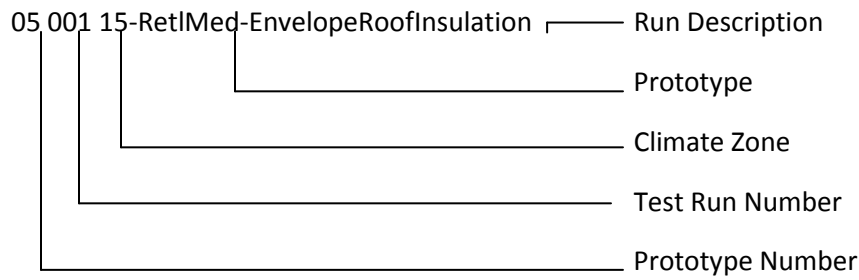 05 001 15-RetlMed-EnvelopeRoofInsulation
Run Description
Prototype
Climate Zone
Test Run Number
Prototype Number